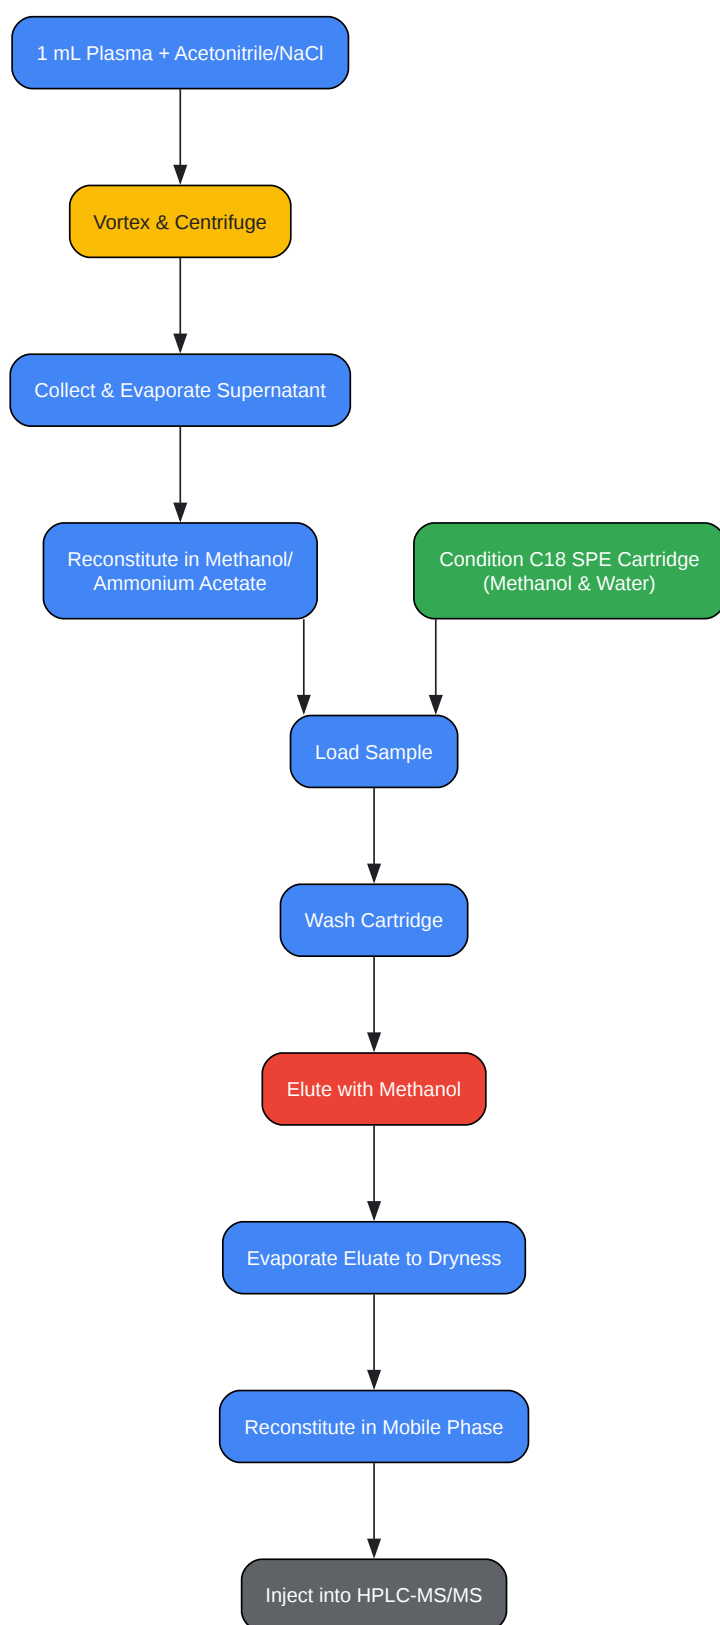 1 mL Plasma + Acetonitrile/NaCl
Vortex & Centrifuge
Collect & Evaporate Supernatant
Reconstitute in Methanol/
Ammonium Acetate
Condition C18 SPE Cartridge
(Methanol & Water)
Load Sample
Wash Cartridge
Elute with Methanol
Evaporate Eluate to Dryness
Reconstitute in Mobile Phase
Inject into HPLC-MS/MS